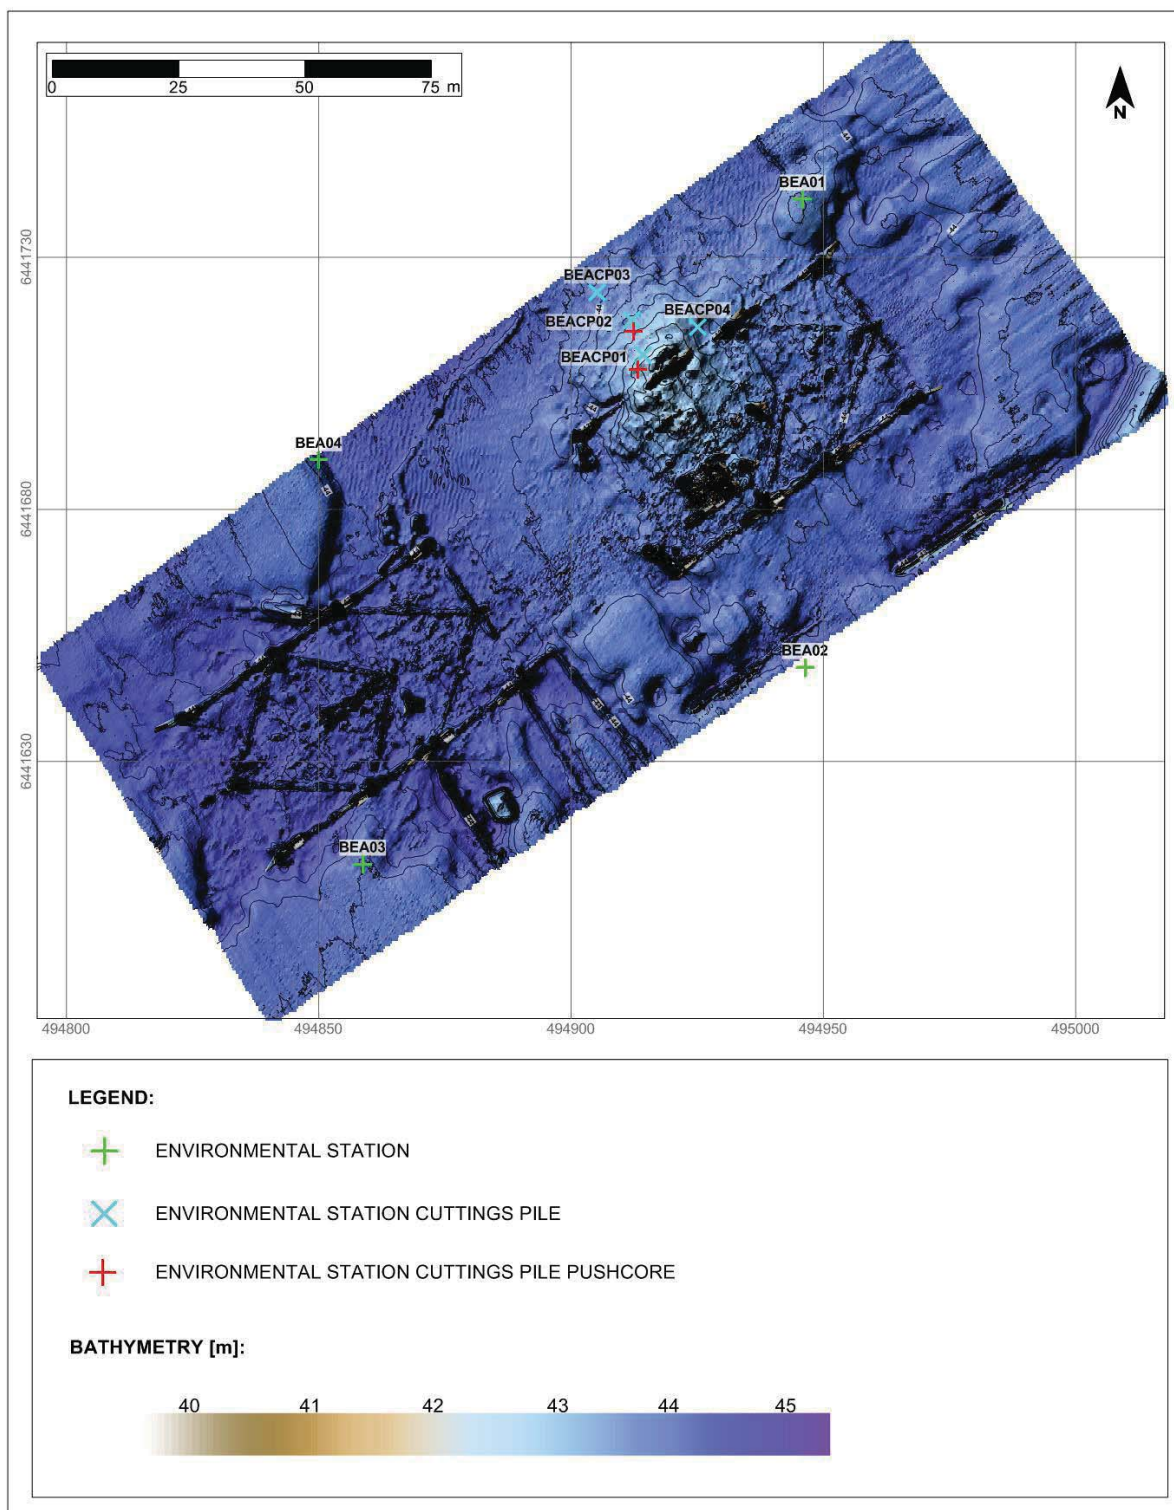 0 25 50 75 m
N
BEA01
6441730
BEACP03
BEACP02
BEACP04
BEACP01
BEA04
6441680
BEA02
6441630
BEA03
494800 494850 494900 494950 495000
LEGEND:
ENVIRONMENTAL STATION
ENVIRONMENTAL STATION CUTTINGS PILE
ENVIRONMENTAL STATION CUTTINGS PILE PUSHCORE
BATHYMETRY [m]:
40 41 42 43 44 45